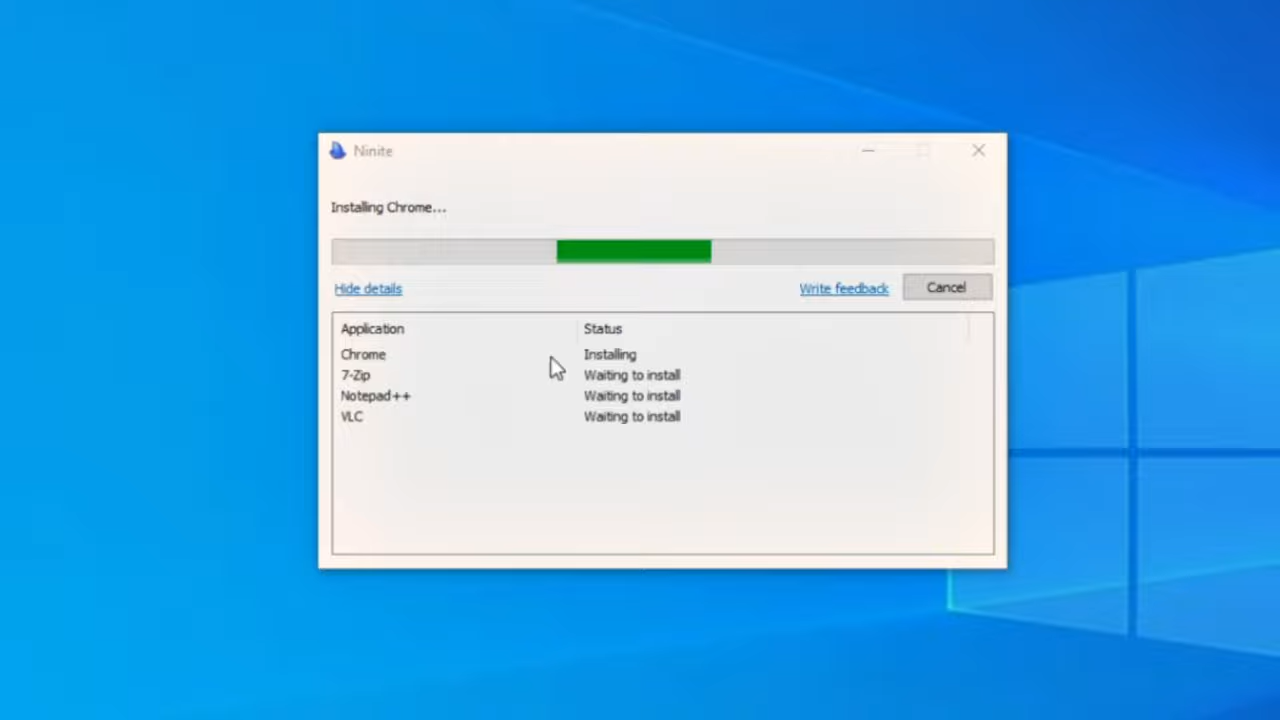 Ninite
Installing Chrome...
Hide details
Write feedback
Cancel
Application Status
Chrome Installing
7-Zip Waiting to install
Notepad++ Waiting to install
VLC Waiting to install